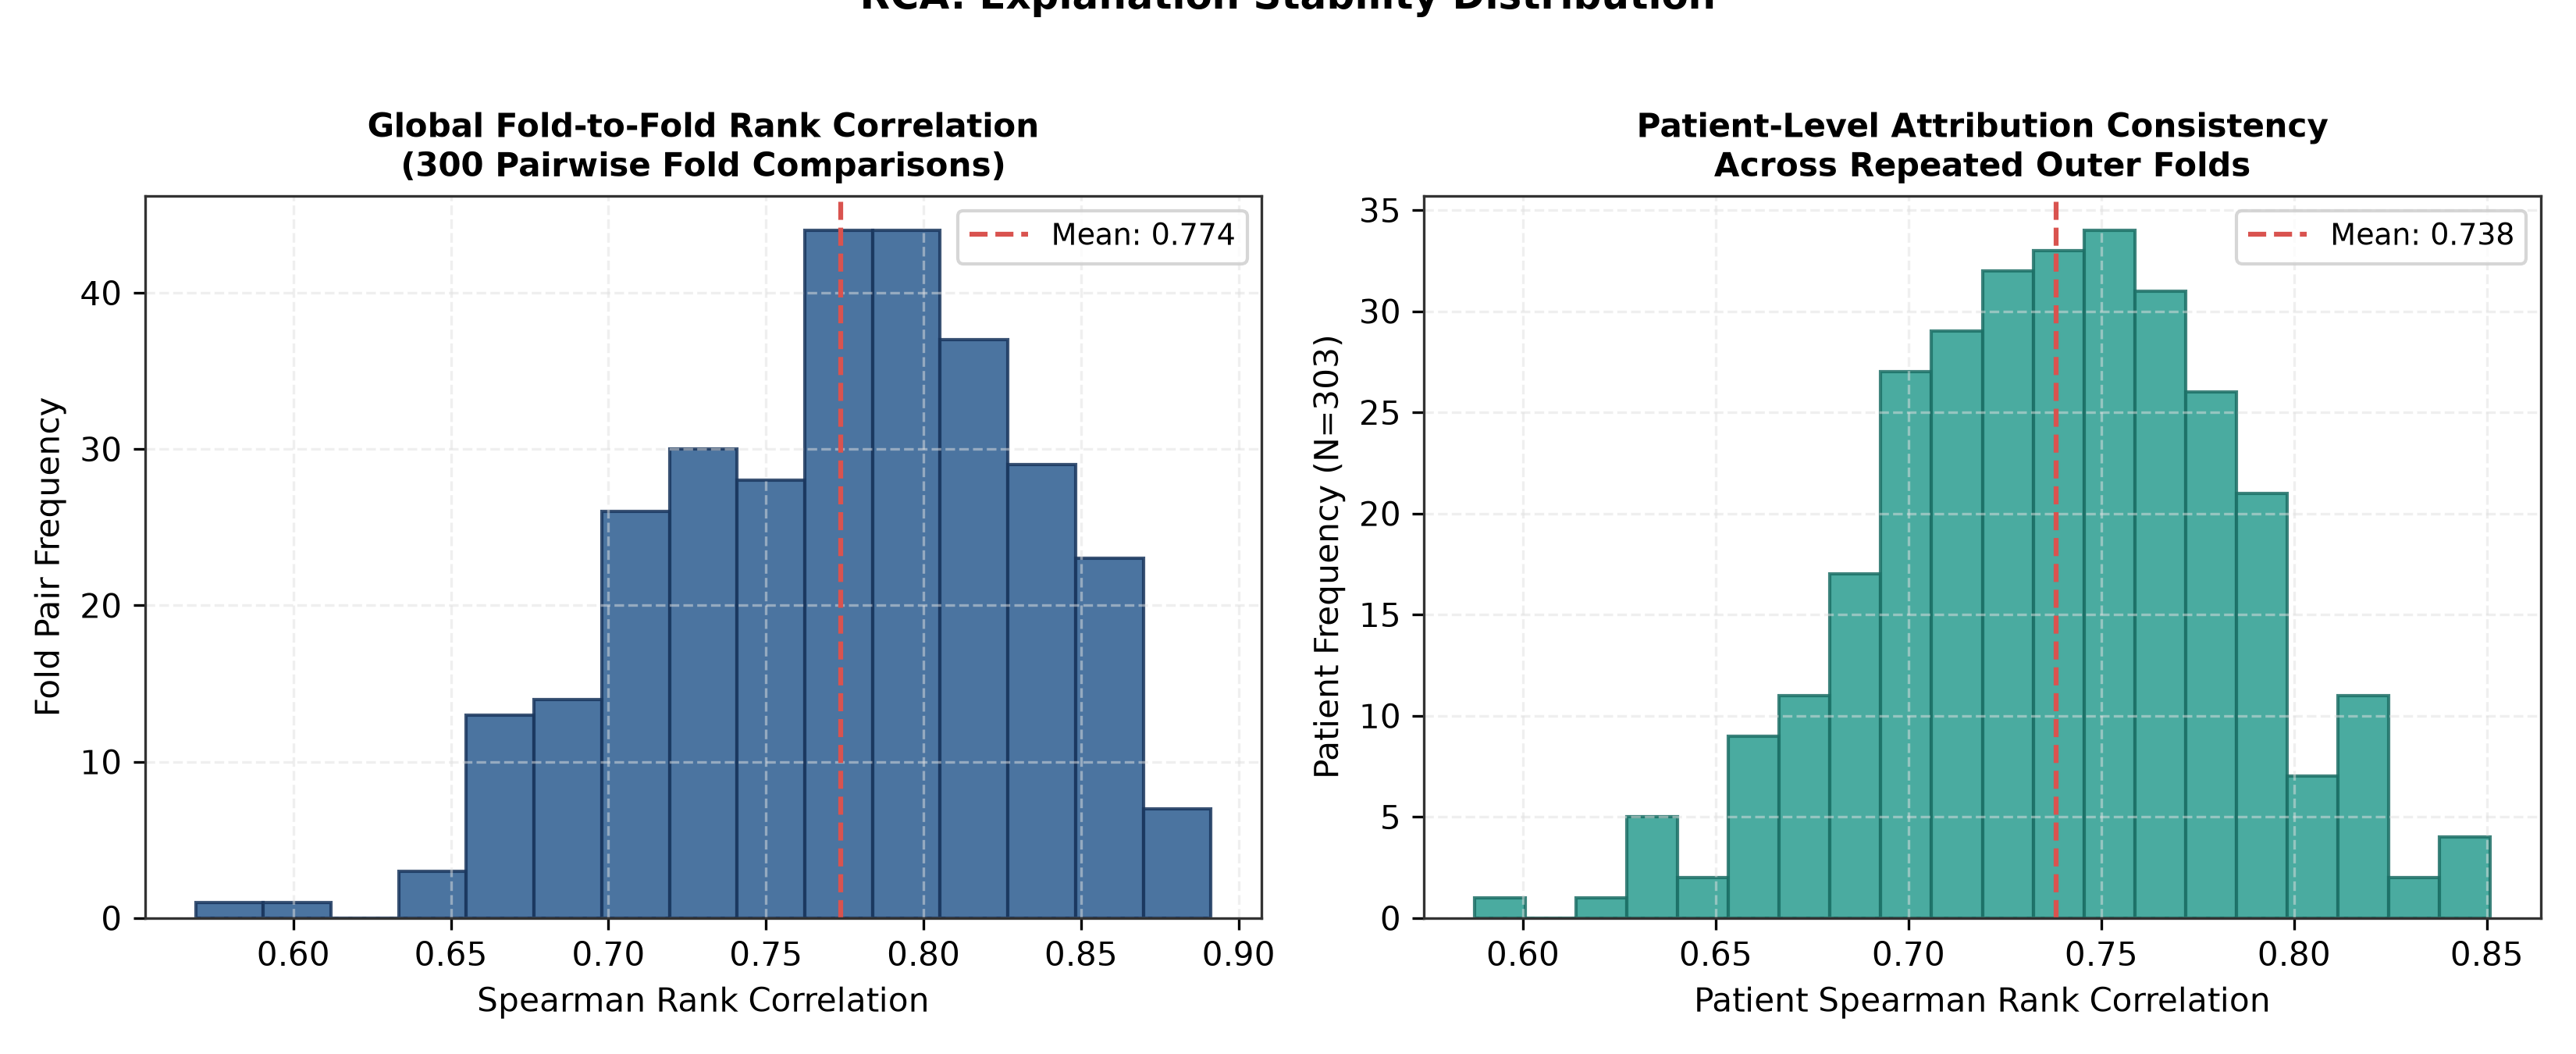 RCA: Explanation Stability Distribution
Global Fold-to-Fold Rank Correlation
(300 Pairwise Fold Comparisons)
Mean: 0.774
Fold Pair Frequency
40
30
20
10
0
0.60 0.65 0.70 0.75 0.80 0.85 0.90
Spearman Rank Correlation
Patient-Level Attribution Consistency
Across Repeated Outer Folds
Mean: 0.738
Patient Frequency (N=303)
35
30
25
20
15
10
5
0
0.60 0.65 0.70 0.75 0.80 0.85
Patient Spearman Rank Correlation